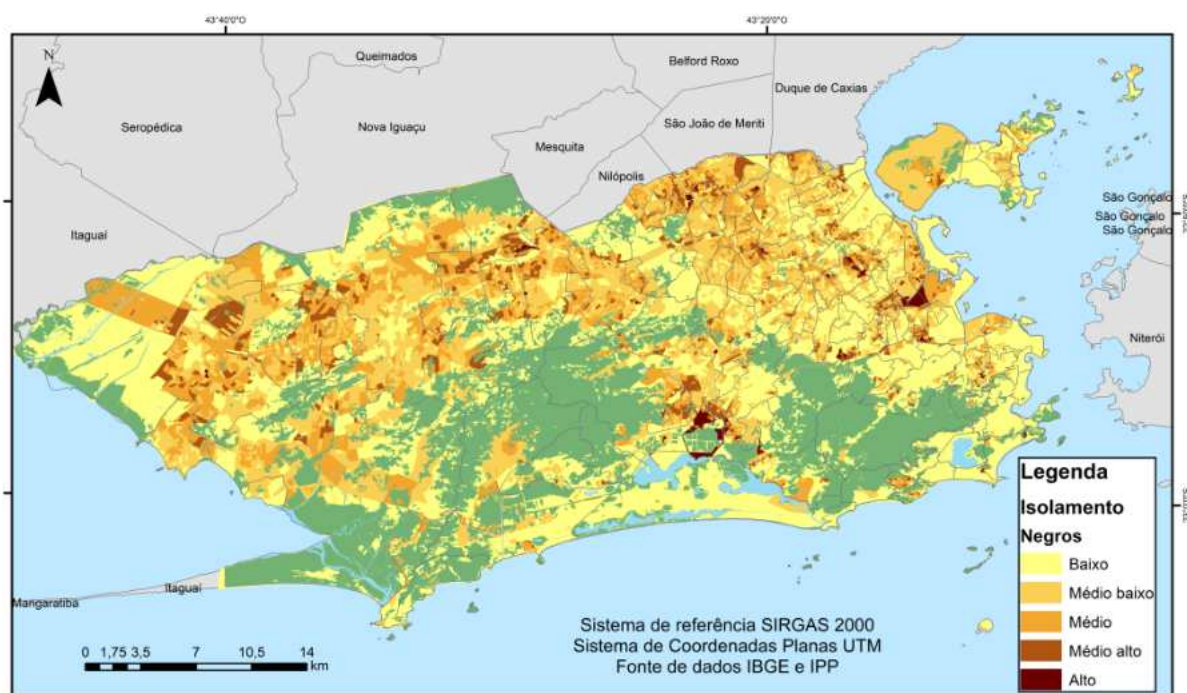 43°40'0"O
43°20'0"O
N
Queimados
Belford Roxo
Duque de Caxias
Seropédica
Nova Iguaçu
São João de Meriti
Mesquita
Nilópolis
São Gonçalo
São Gonçalo
São Gonçalo
Itaguaí
Niterói
Mangaratiba
Itaguaí
Legenda
Isolamento
Negros
Baixo
Médio baixo
Médio
Médio alto
Alto
Sistema de referência SIRGAS 2000
Sistema de Coordenadas Planas UTM
Fonte de dados IBGE e IPP
0 1,75 3,5 7 10,5 14
km